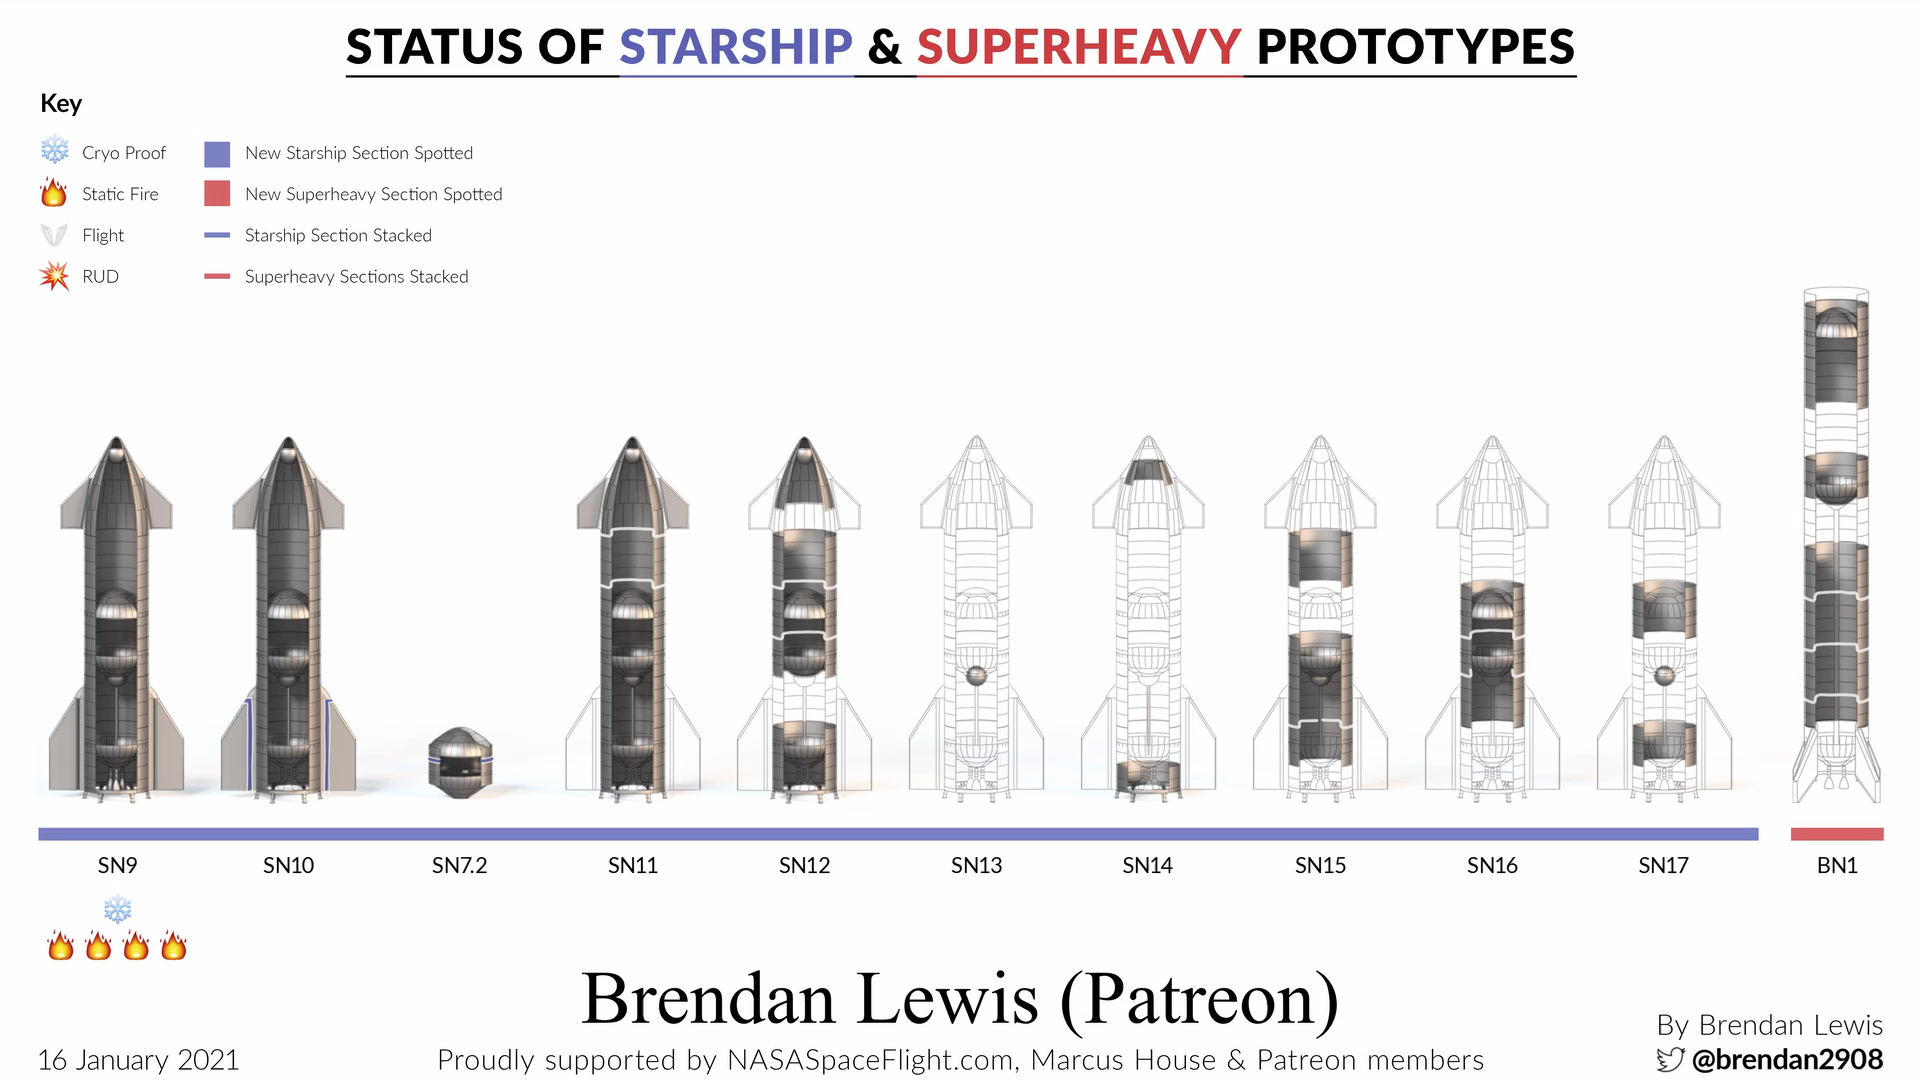 STATUS OF STARSHIP & SUPERHEAVY PROTOTYPES
Key
Cryo Proof
New Starship Section Spotted
Static Fire
New Superheavy Section Spotted
Flight
Starship Section Stacked
RUD
Superheavy Sections Stacked
SN9
SN10
SN7.2
SN11
SN12
SN13
SN14
SN15
SN16
SN17
BN1
Brendan Lewis (Patreon)
16 January 2021
Proudly supported by NASASpaceFlight.com, Marcus House & Patreon members
By Brendan Lewis
@brendan2908